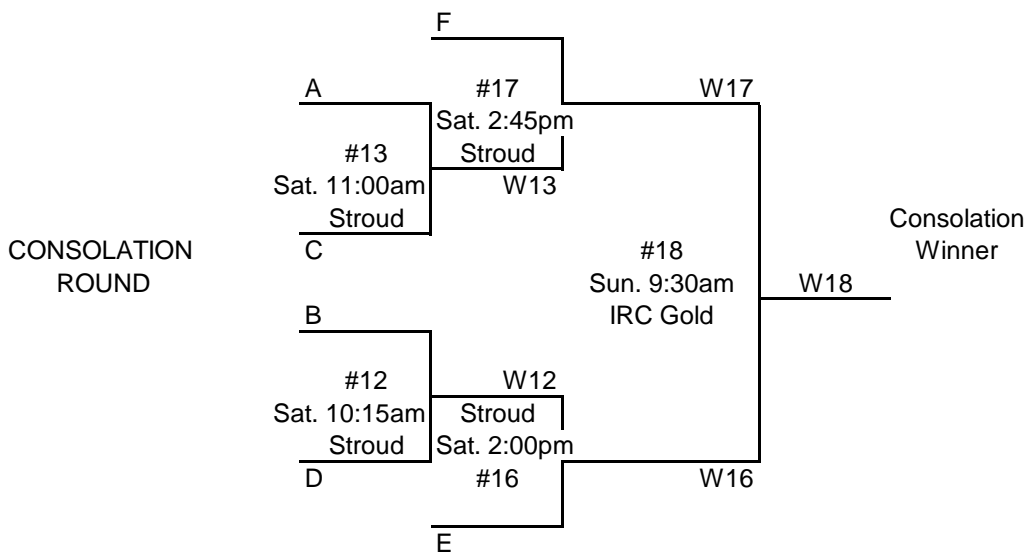 F
A
#17
W17
Sat. 2:45pm
#13
Stroud
Sat. 11:00am
W13
Stroud
Consolation
CONSOLATION
C
#18
Winner
ROUND
Sun. 9:30am
W18
B
IRC Gold
#12
W12
Sat. 10:15am
Stroud
Stroud
Sat. 2:00pm
D
#16
W16
E